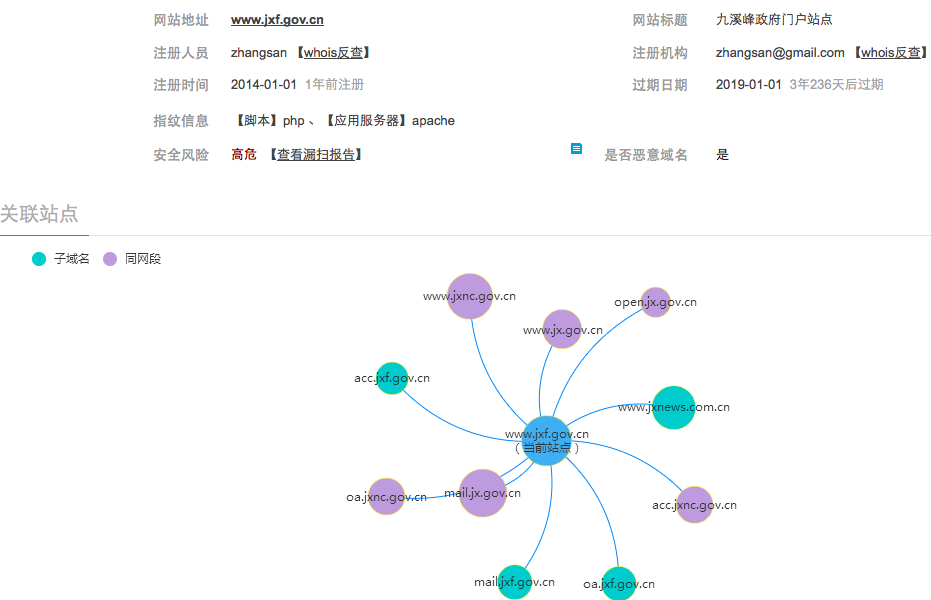 网站地址 www.jxf.gov.cn 网站标题 九溪峰政府门户站点
注册人员 zhangsan 【whois反查】 注册机构 zhangsan@gmail.com 【whois反查】
注册时间 2014-01-01 1年前注册 过期日期 2019-01-01 3年236天后过期
指纹信息 【脚本】php 、【应用服务器】apache
安全风险 高危 【查看漏扫报告】 是否恶意域名 是
关联站点
子域名 同网段
www.jxnc.gov.cn
open.jx.gov.cn
www.jx.gov.cn
acc.jxf.gov.cn
www.jxnews.com.cn
www.jxf.gov.cn
（当前站点）
oa.jxnc.gov.cn
mail.jx.gov.cn
acc.jxnc.gov.cn
mail.jxf.gov.cn
oa.jxf.gov.cn